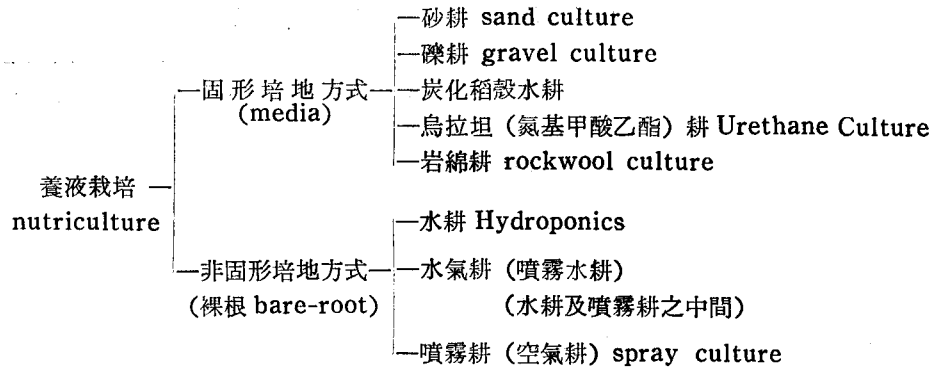 砂耕 sand culture
礫耕 gravel culture
固形培地方式
(media)
炭化稻殼水耕
烏拉坦（氮基甲酸乙酯）耕 Urethane Culture
岩綿耕 rockwool culture
養液栽培
nutriculture
水耕 Hydroponics
非固形培地方式
(裸根 bare-root)
水氣耕（噴霧水耕）
（水耕及噴霧耕之中間）
噴霧耕（空氣耕）spray culture